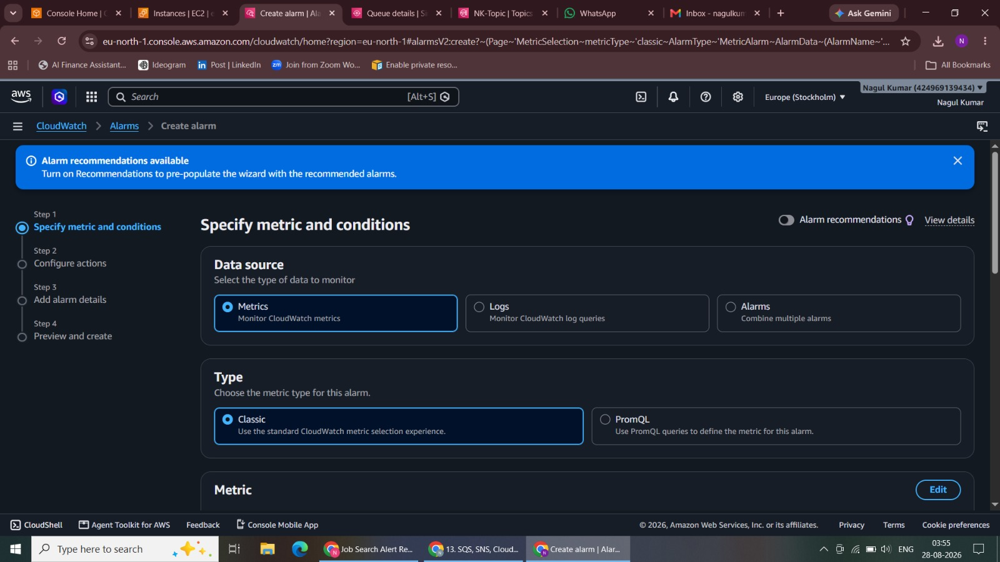 Console Home | C
Instances | EC2 | e
Create alarm | Ala
Queue details | Si
NK-Topic | Topics
WhatsApp
Inbox - nagulkum
Ask Gemini
eu-north-1.console.aws.amazon.com/cloudwatch/home?region=eu-north-1#alarmsV2:create?~(Page~'MetricSelection~metricType~'classic~AlarmType~'MetricAlarm~AlarmData~(AlarmName~'...
N
AI Finance Assistant...
Ideogram
Post | LinkedIn
Join from Zoom Wo...
Enable private reso...
All Bookmarks
aws
Search
[Alt+S]
Europe (Stockholm)
Nagul Kumar (424969139434)
Nagul Kumar
CloudWatch
Alarms
Create alarm
Alarm recommendations available
Turn on Recommendations to pre-populate the wizard with the recommended alarms.
Step 1
Specify metric and conditions
Step 2
Configure actions
Step 3
Add alarm details
Step 4
Preview and create
Specify metric and conditions
Alarm recommendations
View details
Data source
Select the type of data to monitor
Metrics
Monitor CloudWatch metrics
Logs
Monitor CloudWatch log queries
Alarms
Combine multiple alarms
Type
Choose the metric type for this alarm.
Classic
Use the standard CloudWatch metric selection experience.
PromQL
Use PromQL queries to define the metric for this alarm.
Metric
Edit
CloudShell
Agent Toolkit for AWS
Feedback
Console Mobile App
© 2026, Amazon Web Services, Inc. or its affiliates.
Privacy
Terms
Cookie preferences
Type here to search
Job Search Alert Re...
13. SQS, SNS, Cloud...
Create alarm | Alar...
ENG
03:55
28-08-2026